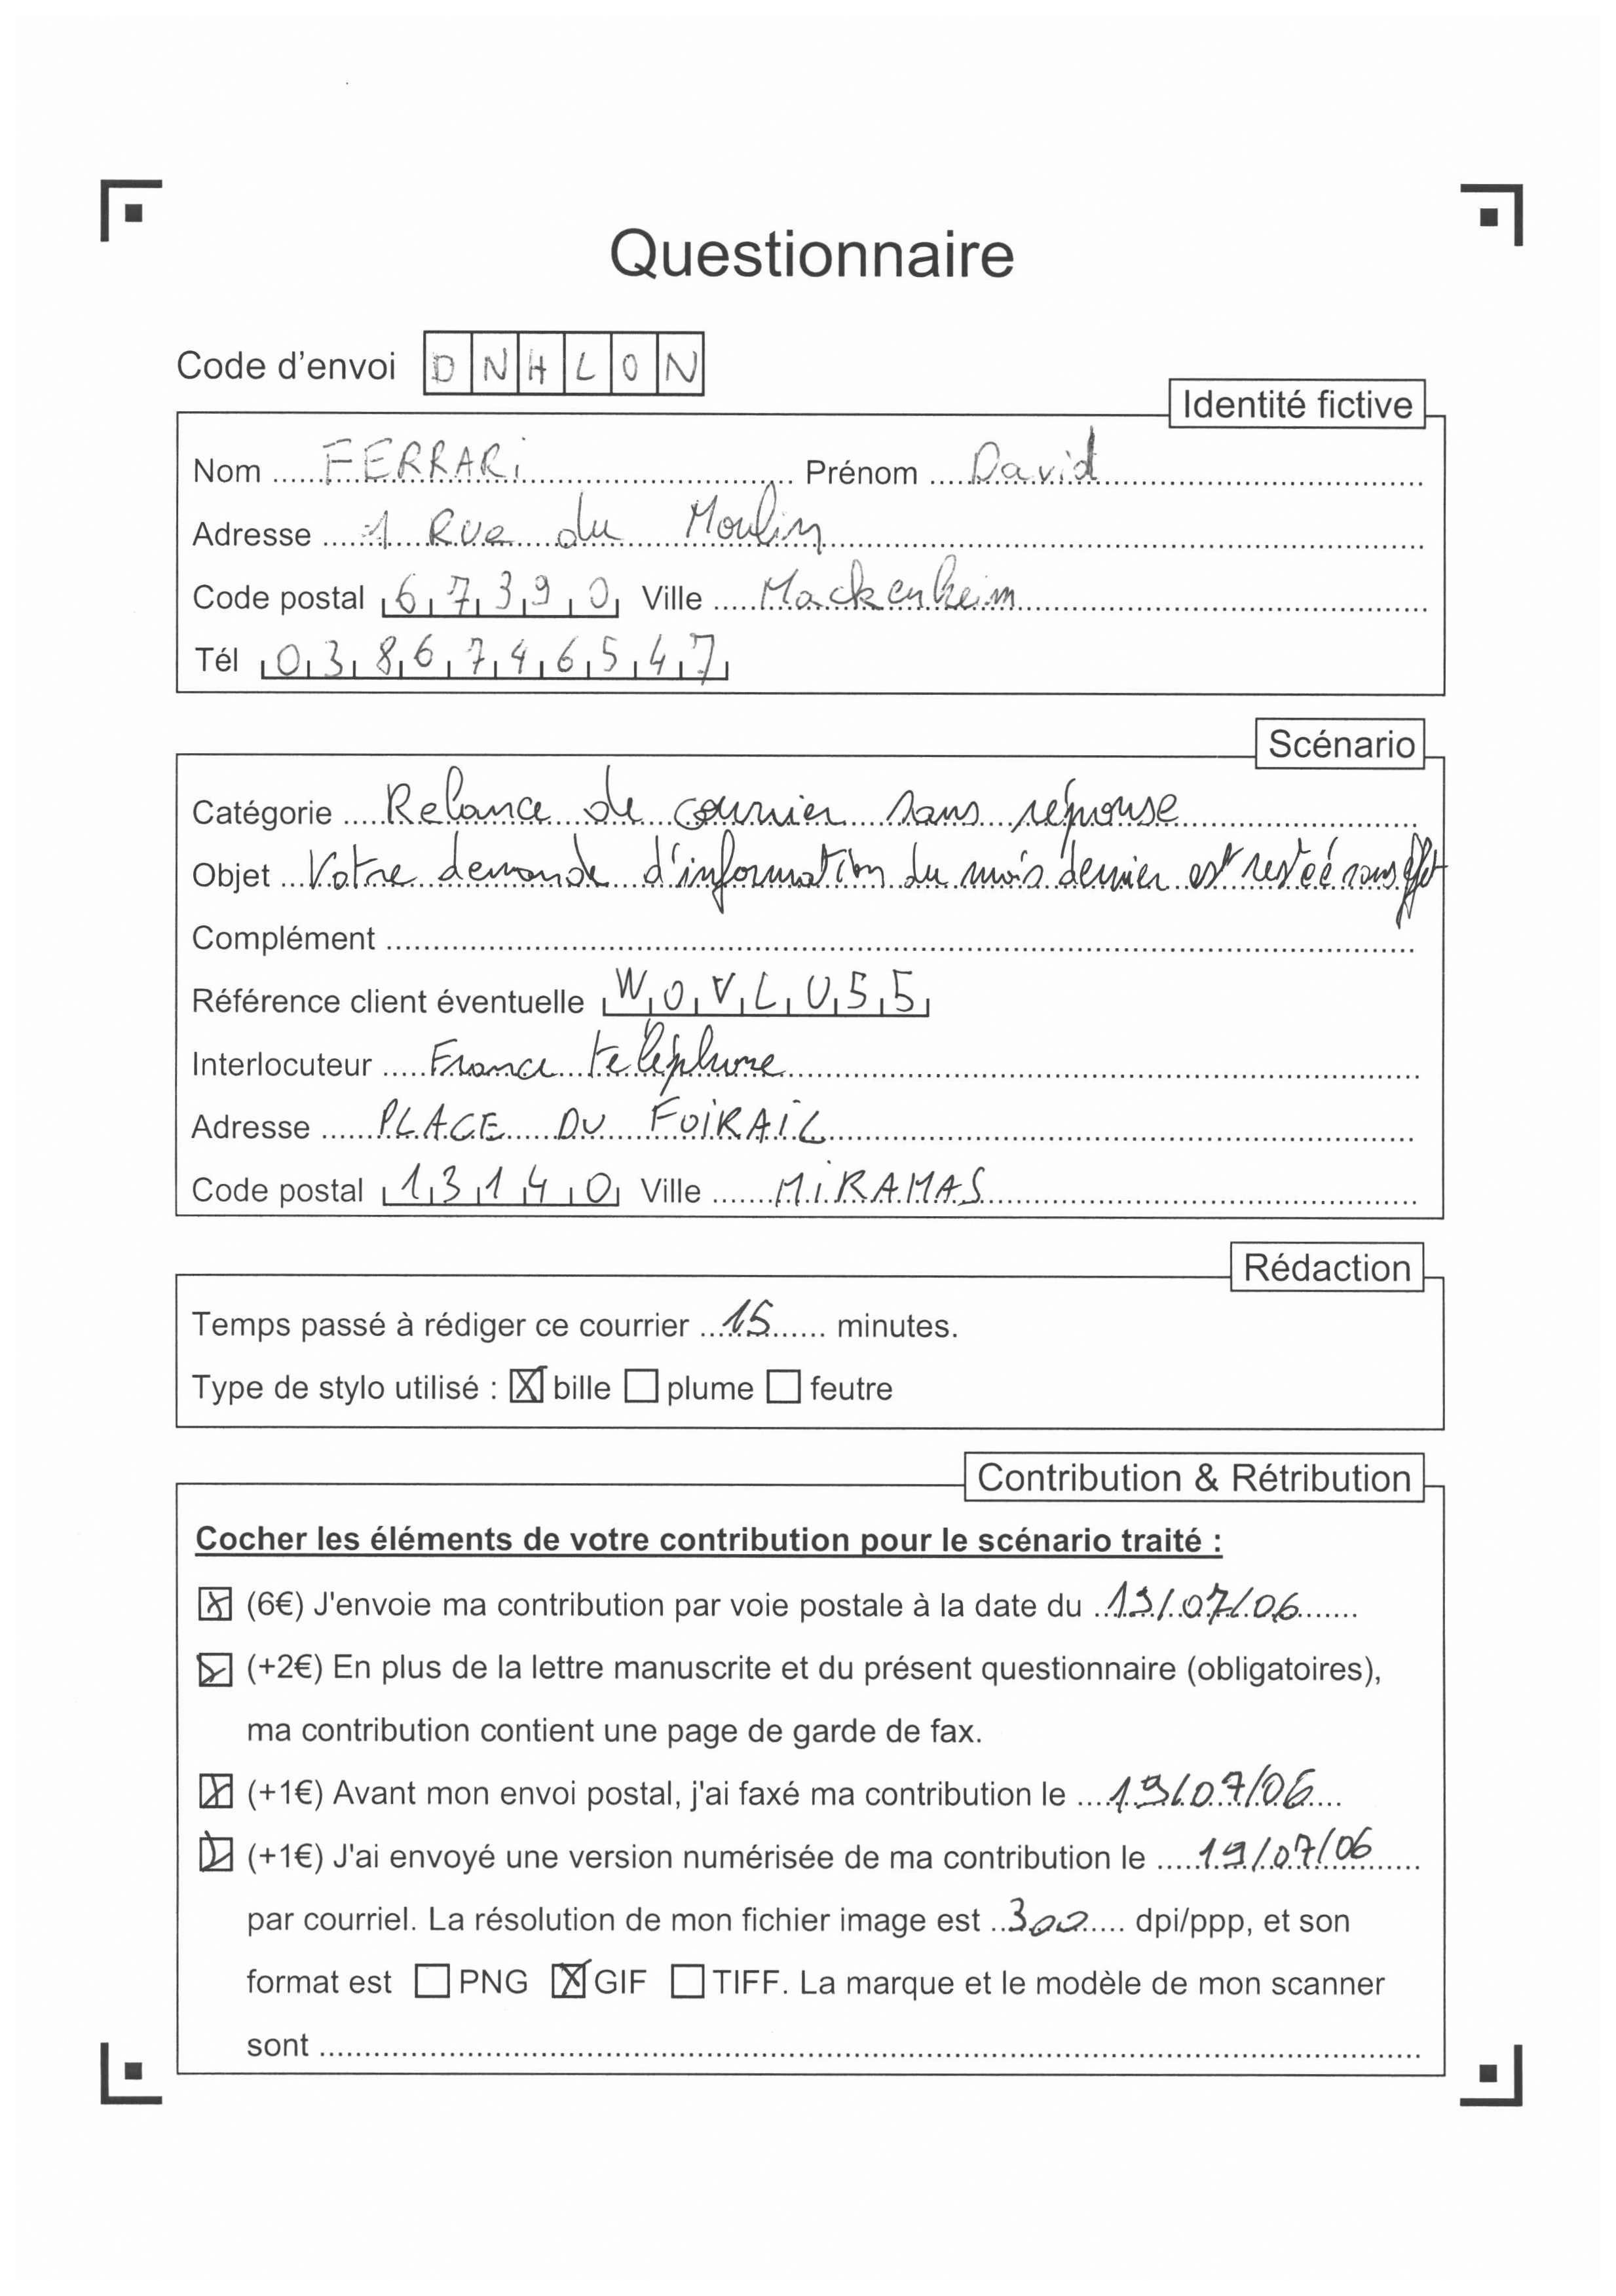 Questionnaire
Code d'envoi D N H L O N
Identité fictive
Nom FERRARi Prénom David
Adresse 1 Rue du Moulin
Code postal 67390 Ville Mackenheim
Tél 0386746547
Scénario
Catégorie Relance de courrier sans réponse
Objet Votre demande d'information du mois dernier est restéé sans effet
Complément
Référence client éventuelle WOVLU55
Interlocuteur France téléphone
Adresse PLACE DU FOIRAIL
Code postal 13140 Ville MiRAMAS
Rédaction
Temps passé à rédiger ce courrier 15 minutes.
Type de stylo utilisé : bille plume feutre
Contribution & Rétribution
Cocher les éléments de votre contribution pour le scénario traité :
(6€) J'envoie ma contribution par voie postale à la date du 19/07/06
(+2€) En plus de la lettre manuscrite et du présent questionnaire (obligatoires),
ma contribution contient une page de garde de fax.
(+1€) Avant mon envoi postal, j'ai faxé ma contribution le 19/07/06
(+1€) J'ai envoyé une version numérisée de ma contribution le 19/07/06
par courriel. La résolution de mon fichier image est 300 dpi/ppp, et son
format est PNG GIF TIFF. La marque et le modèle de mon scanner
sont